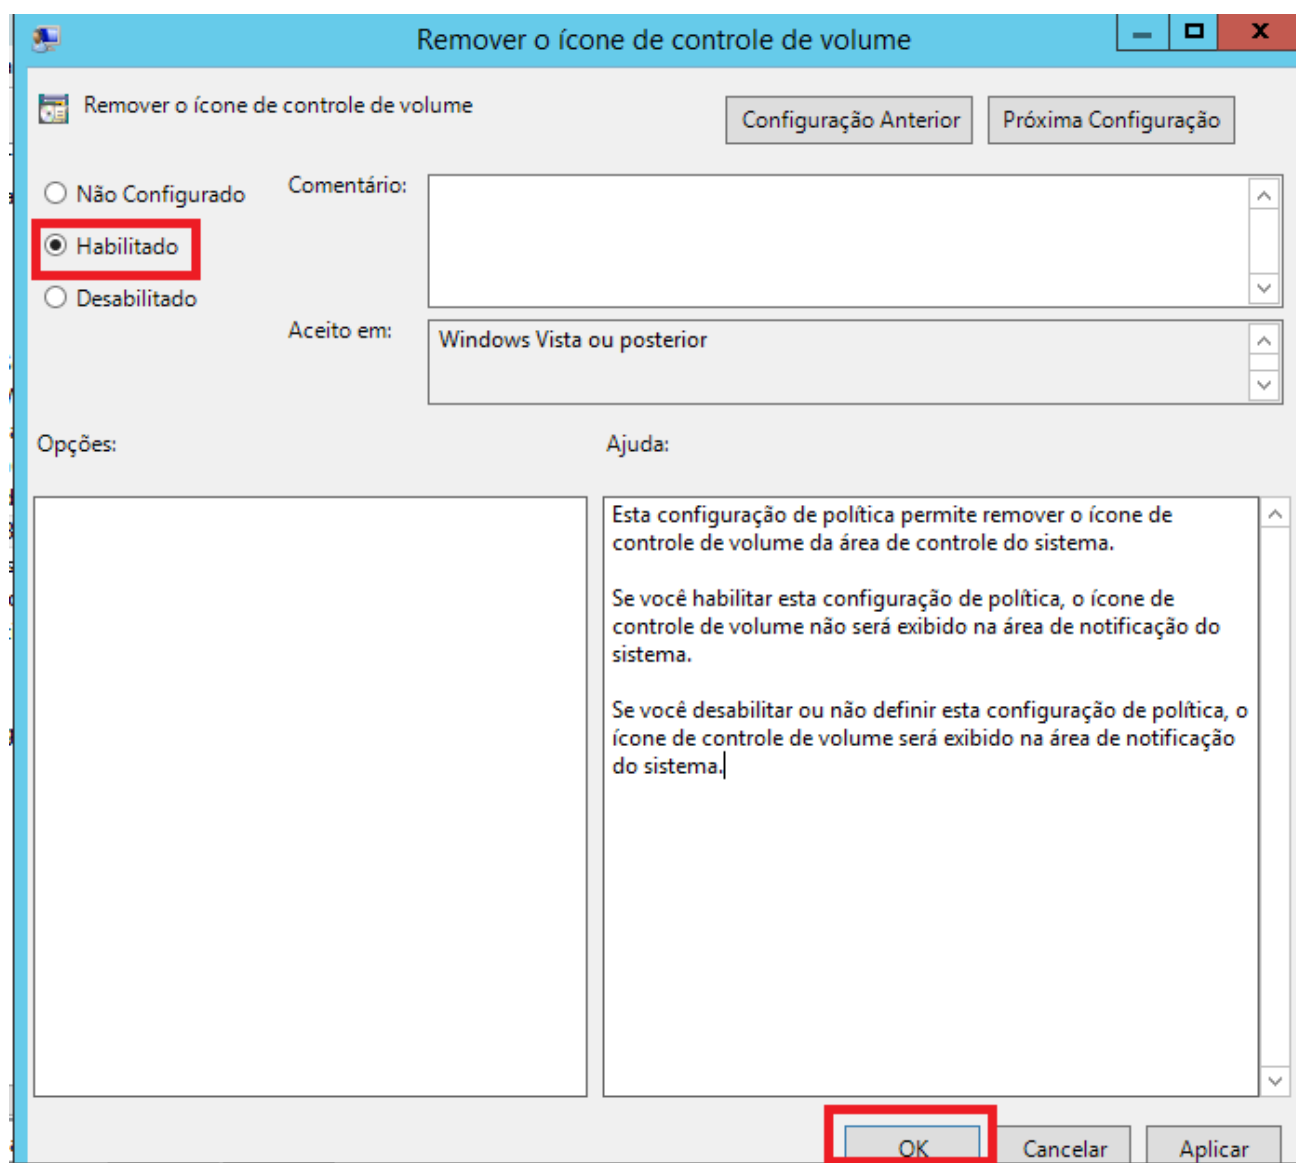 Remover o ícone de controle de volume
Remover o ícone de controle de volume
Configuração Anterior
Próxima Configuração
Não Configurado
Comentário:
Habilitado
Desabilitado
Aceito em:
Windows Vista ou posterior
Opções:
Ajuda:
Esta configuração de política permite remover o ícone de
controle de volume da área de controle do sistema.
Se você habilitar esta configuração de política, o ícone de
controle de volume não será exibido na área de notificação do
sistema.
Se você desabilitar ou não definir esta configuração de política, o
ícone de controle de volume será exibido na área de notificação
do sistema.
OK
Cancelar
Aplicar